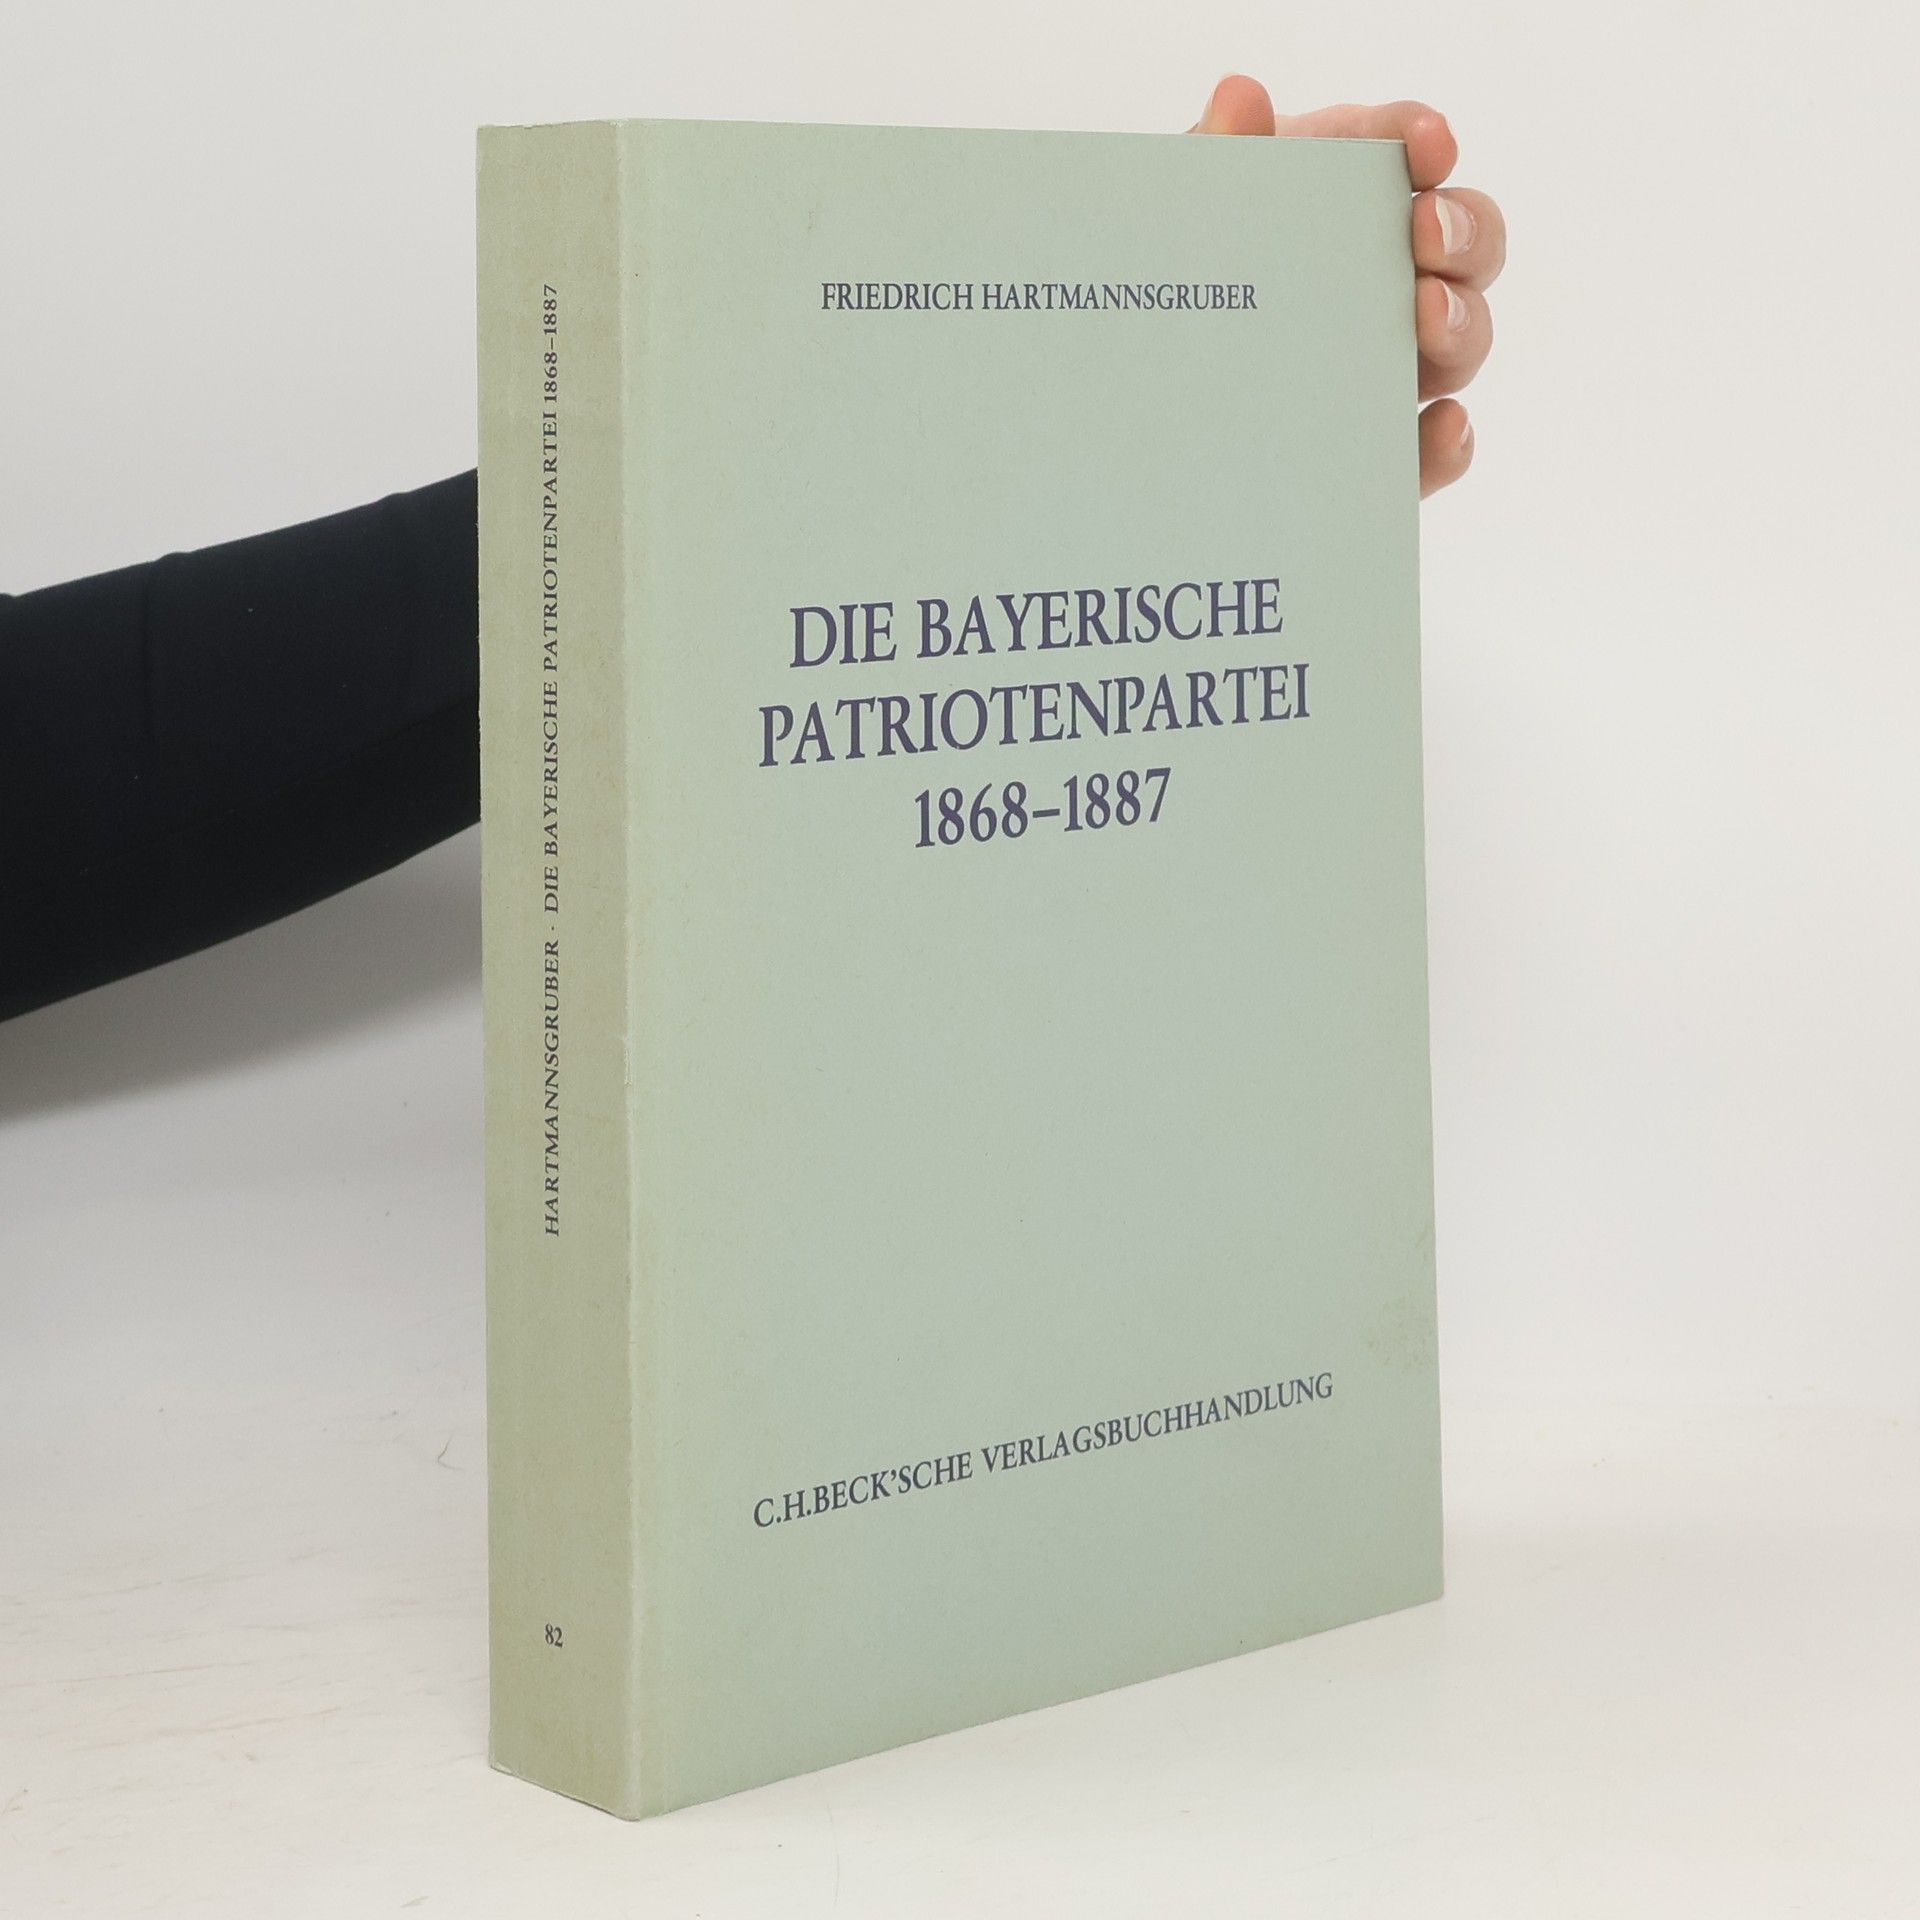 HARTMANNSGRUBER · DIE BAYERISCHE PATRIOTENPARTEI 1868–1887
82
FRIEDRICH HARTMANNSGRUBER
DIE BAYERISCHE
PATRIOTENPARTEI
1868–1887
C.H.BECK’SCHE VERLAGSBUCHHANDLUNG